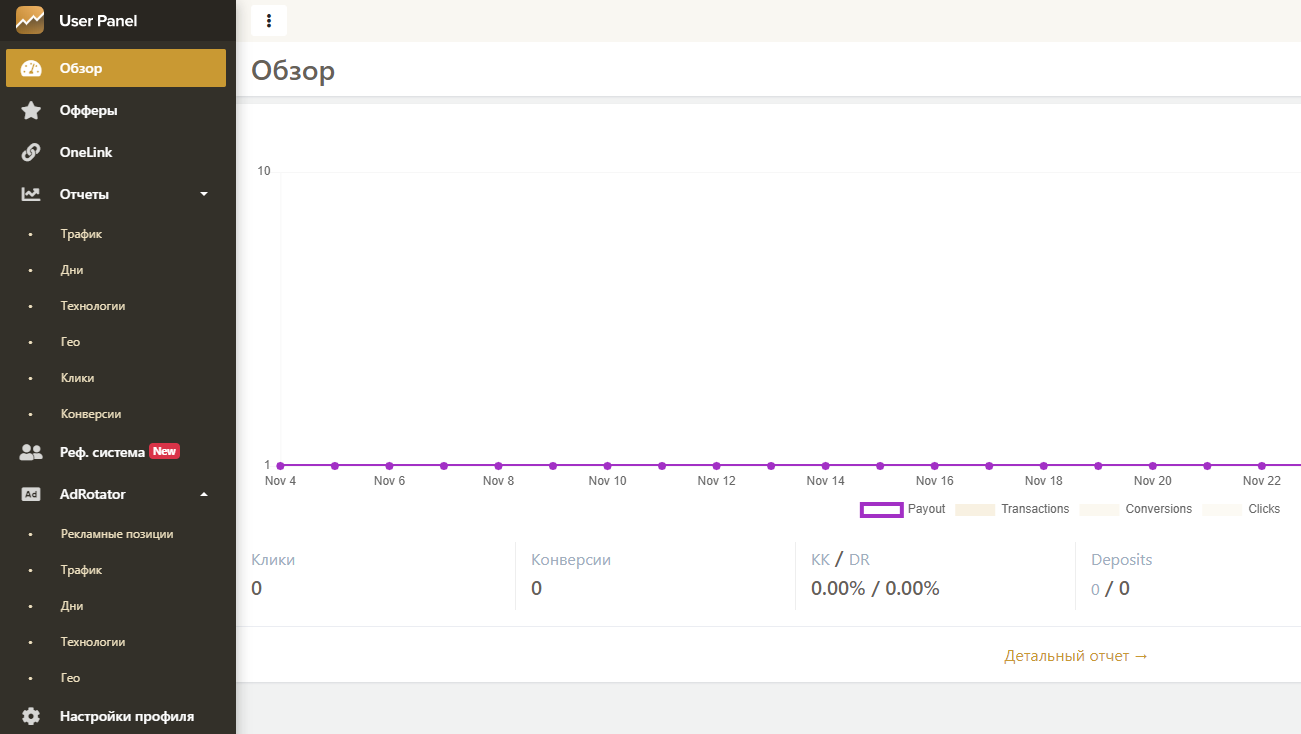 User Panel
Обзор
Офферы
OneLink
Отчеты
Трафик
Дни
Технологии
Гео
Клики
Конверсии
Реф. система New
Ad AdRotator
Рекламные позиции
Трафик
Дни
Технологии
Гео
Настройки профиля
Обзор
10
1
Nov 4 Nov 6 Nov 8 Nov 10 Nov 12 Nov 14 Nov 16 Nov 18 Nov 20 Nov 22
Payout Transactions Conversions Clicks
Клики Конверсии KK / DR Deposits
0 0 0.00% / 0.00% 0 / 0
Детальный отчет →